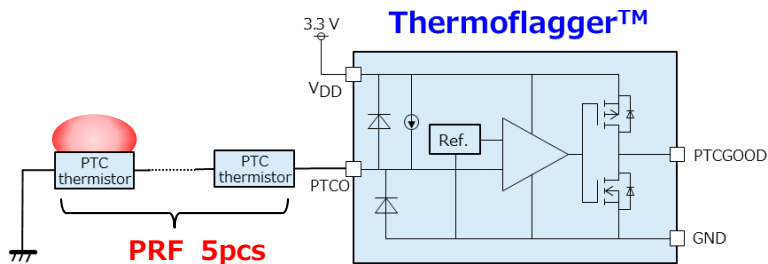 Thermoflagger™
3.3 V
VDD
Ref.
PTC
thermistor
PTC
thermistor
PTCO
PTCGOOD
GND
PRF 5pcs